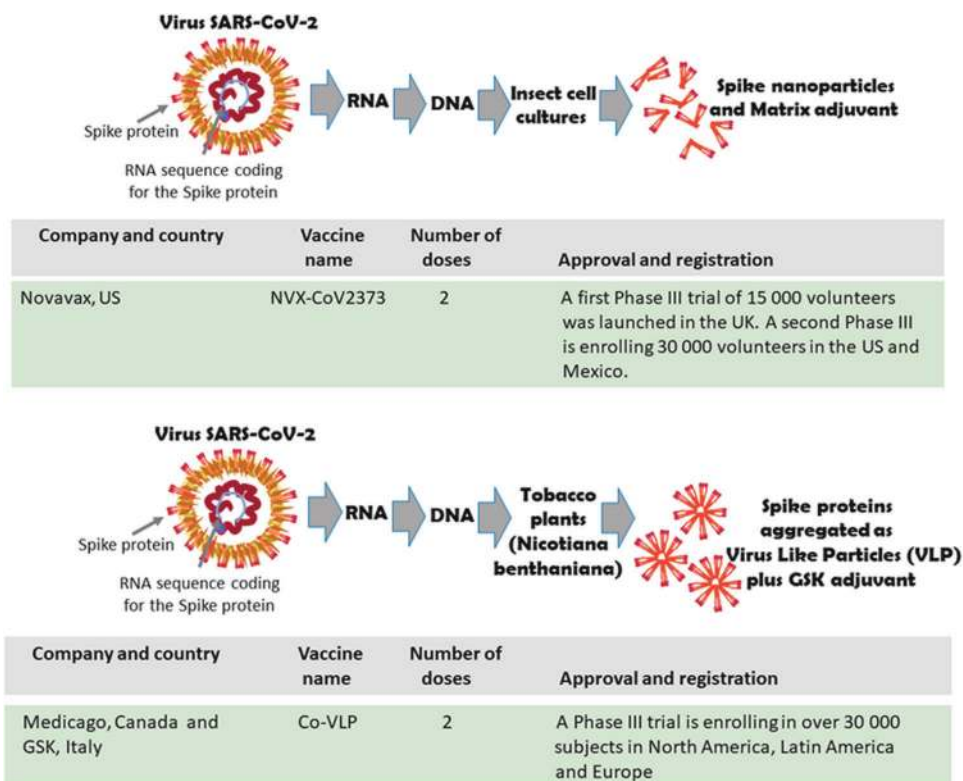 Virus SARS-CoV-2
Spike protein
RNA sequence coding
for the Spike protein
RNA
DNA
Insect cell
cultures
Spike nanoparticles
and Matrix adjuvant
Company and country
Vaccine
name
Number of
doses
Approval and registration
Novavax, US
NVX-CoV2373
2
A first Phase III trial of 15 000 volunteers
was launched in the UK. A second Phase III
is enrolling 30 000 volunteers in the US and
Mexico.
Virus SARS-CoV-2
Spike protein
RNA sequence coding
for the Spike protein
RNA
DNA
Tobacco
plants
(Nicotiana
benthaniana)
Spike proteins
aggregated as
Virus Like Particles (VLP)
plus GSK adjuvant
Company and country
Vaccine
name
Number of
doses
Approval and registration
Medicago, Canada and
GSK, Italy
Co-VLP
2
A Phase III trial is enrolling in over 30 000
subjects in North America, Latin America
and Europe